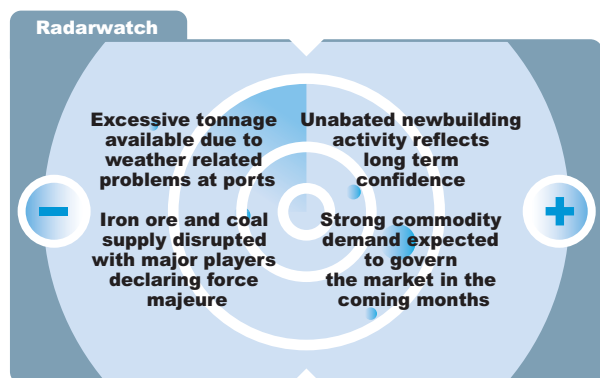 Radarwatch
Excessive tonnage
available due to
weather related
problems at ports
Iron ore and coal
supply disrupted
with major players
declaring force
majeure
Unabated newbuilding
activity reflects
long term
confidence
Strong commodity
demand expected
to govern
the market in the
coming months